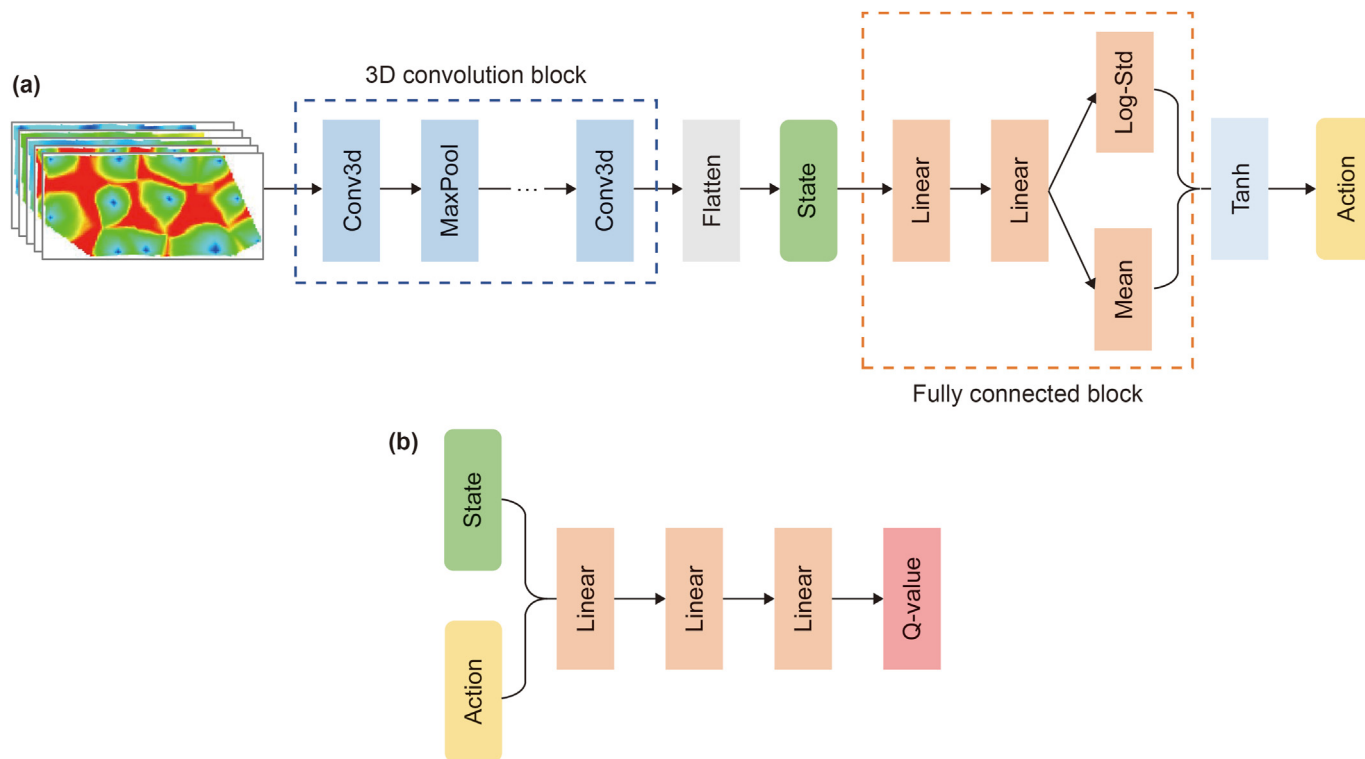 (a)
3D convolution block
Conv3d
MaxPool
...
Conv3d
Flatten
State
Linear
Linear
Log-Std
Mean
Tanh
Action
Fully connected block
(b)
State
Action
Linear
Linear
Linear
Q-value